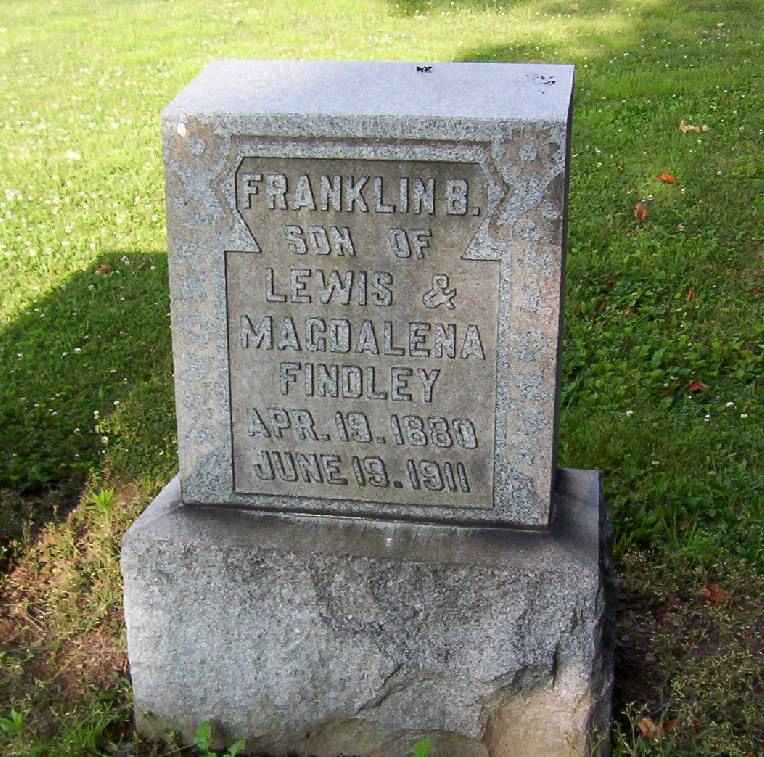 FRANKLIN B.
SON OF
LEWIS &
MAGDALENA
FINDLEY
APR. 19. 1880
JUNE 19. 1911